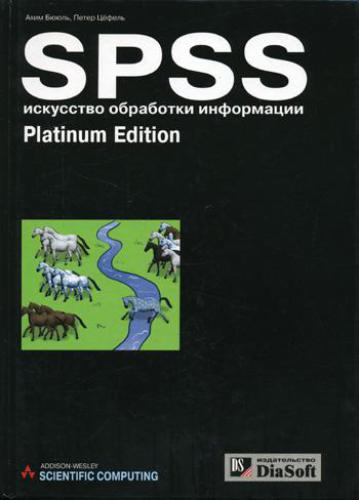 Ахим Бююль, Петер Цёфель
SPSS
искусство обработки информации
Platinum Edition
ADDISON-WESLEY
SCIENTIFIC COMPUTING
DS
издательство
DiaSoft